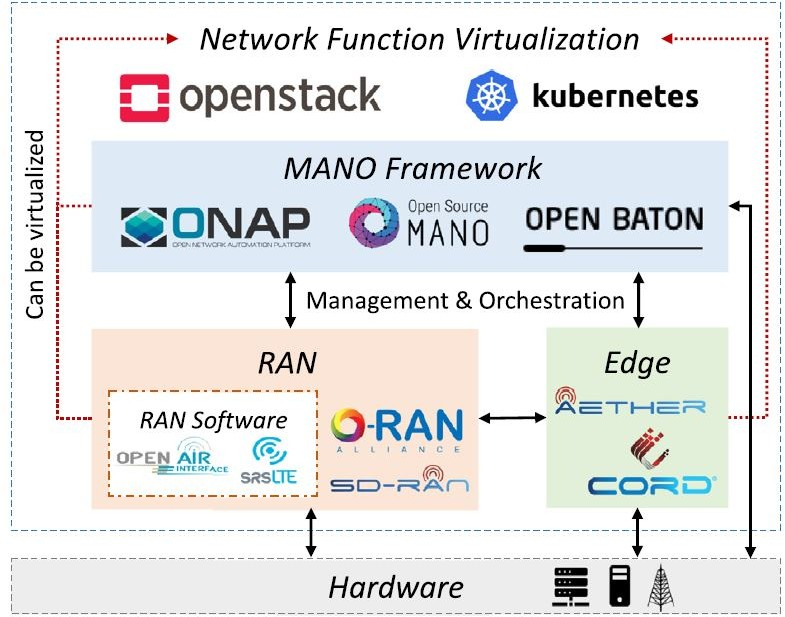 Network Function Virtualization
openstack
kubernetes
Can be virtualized
MANO Framework
ONAP
OPEN NETWORK AUTOMATION PLATFORM
Open Source
MANO
OPEN BATON
Management & Orchestration
RAN
RAN Software
OPEN AIR
INTERFACE
SRSLTE
O-RAN
ALLIANCE
SD-RAN
Edge
AETHER
CORD®
Hardware